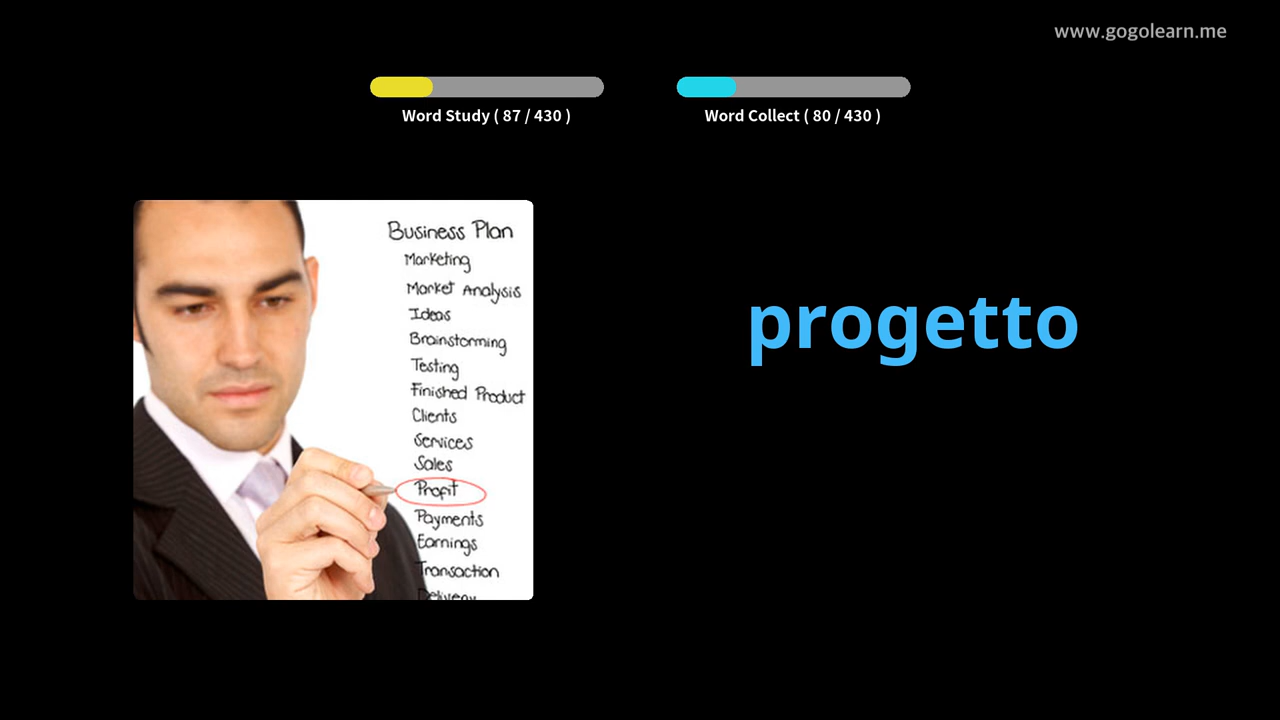 www.gogolearn.me
Word Study ( 87 / 430 )
Word Collect ( 80 / 430 )
Business Plan
Marketing
Market Analysis
Ideas
Brainstorming
Testing
Finished Product
Clients
Services
Sales
Profit
Payments
Earnings
Transaction
Delivery
progetto